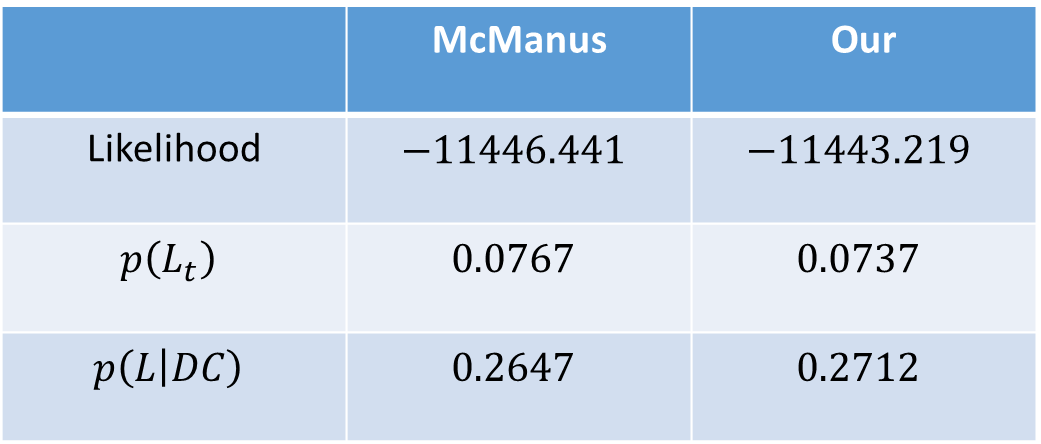 McManus Our
Likelihood −11446.441 −11443.219
p(L_t) 0.0767 0.0737
p(L|DC) 0.2647 0.2712